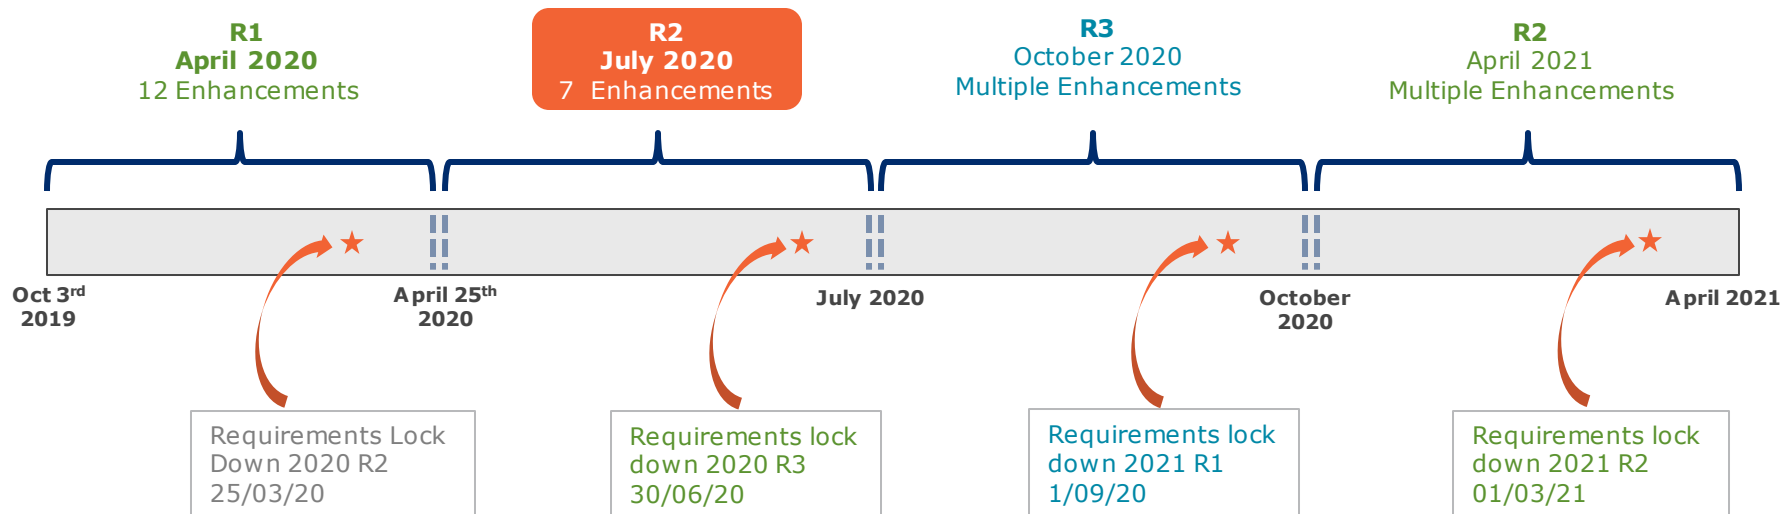 R1
April 2020
12 Enhancements
R2
July 2020
7 Enhancements
R3
October 2020
Multiple Enhancements
R2
April 2021
Multiple Enhancements
Oct 3rd
2019
April 25th
2020
July 2020
October
2020
April 2021
Requirements Lock
Down 2020 R2
25/03/20
Requirements lock
down 2020 R3
30/06/20
Requirements lock
down 2021 R1
1/09/20
Requirements lock
down 2021 R2
01/03/21